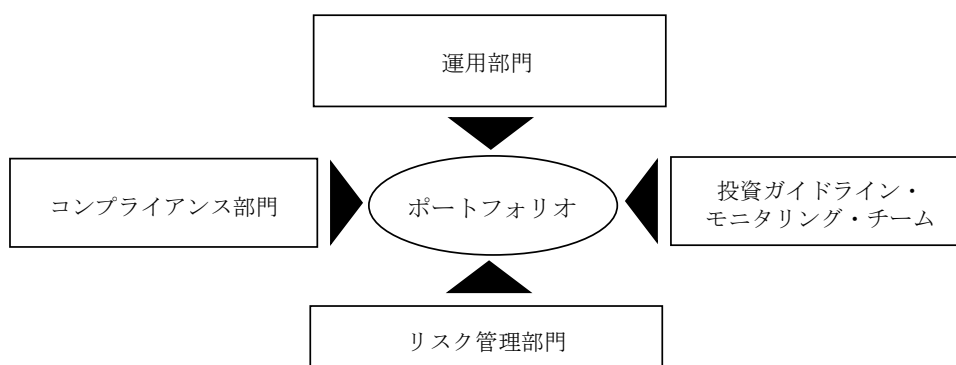 運用部門
コンプライアンス部門
ポートフォリオ
投資ガイドライン・
モニタリング・チーム
リスク管理部門